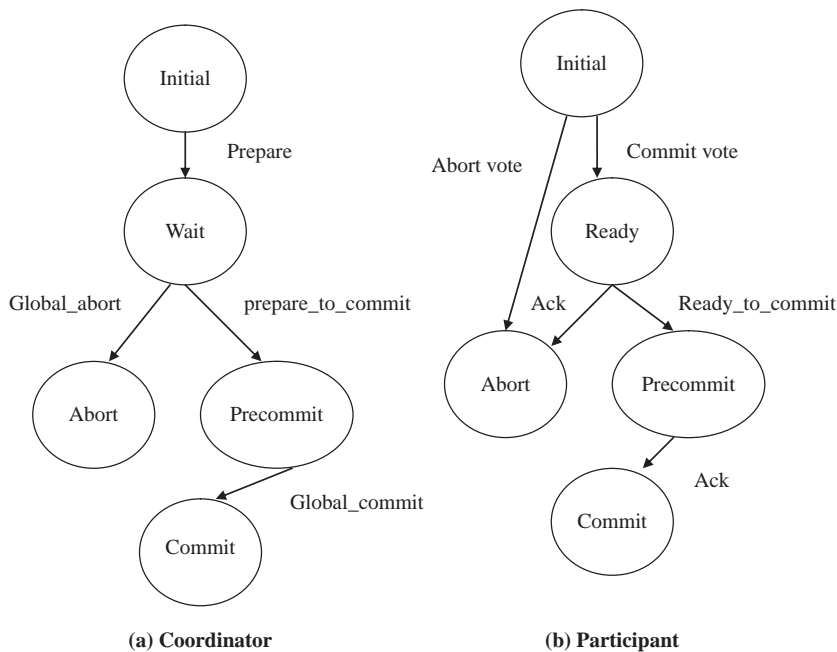 Initial
Prepare
Wait
Global_abort
prepare_to_commit
Abort
Precommit
Global_commit
Commit
(a) Coordinator
Initial
Abort vote
Commit vote
Ready
Ack
Ready_to_commit
Abort
Precommit
Ack
Commit
(b) Participant